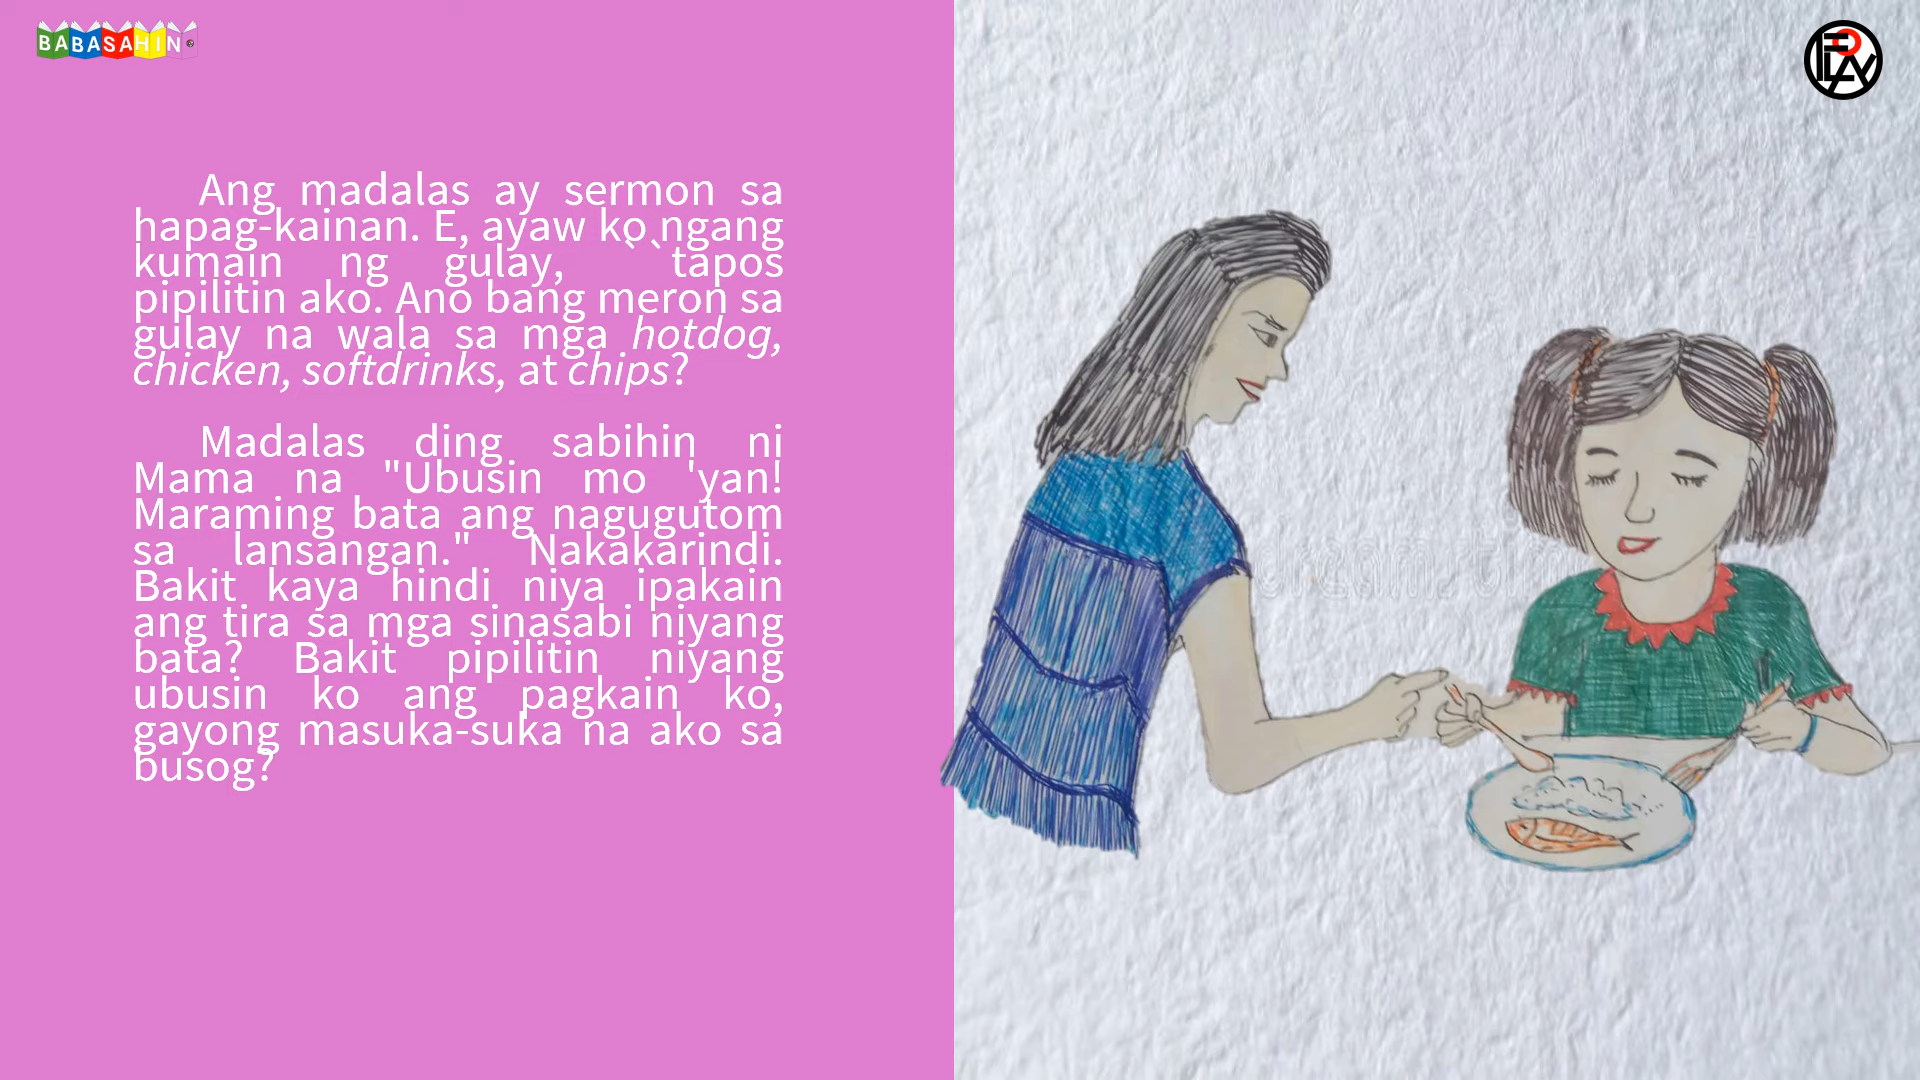 BABASAHIN
Ang madalas ay sermon sa
hapag-kainan. E, ayaw ko ngang
kumain ng gulay, ``tapos
pipilitin ako. Ano bang meron sa
gulay na wala sa mga hotdog,
chicken, softdrinks, at chips?
Madalas ding sabihin ni
Mama na "Ubusin mo 'yan!
Maraming bata ang nagugutom
sa lansangan." Nakakarindi.
Bakit kaya hindi niya ipakain
ang tira sa mga sinasabi niyang
bata? Bakit pipilitin niyang
ubusin ko ang pagkain ko,
gayong masuka-suka na ako sa
busog?